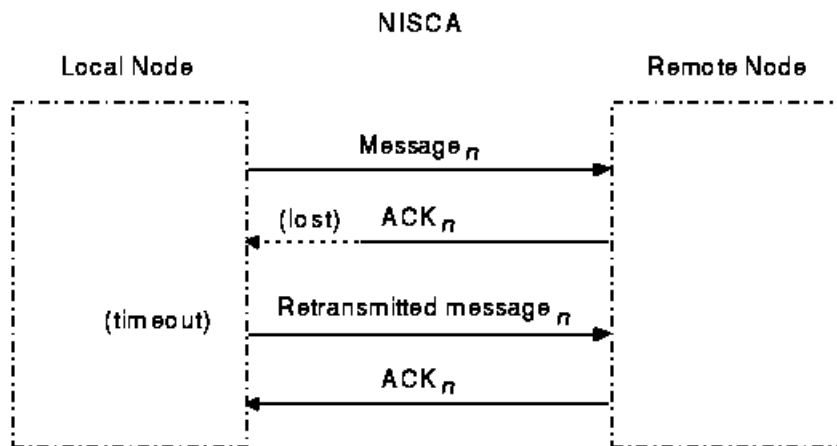 NISCA
Local Node
Remote Node
Message n
(lost)
ACK n
(timeout)
Retransmitted message n
ACK n